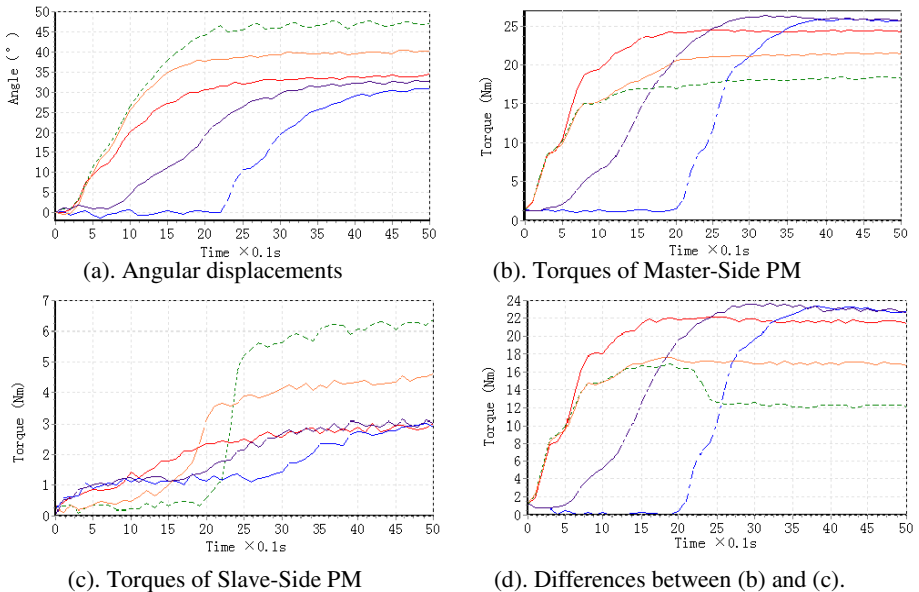 50
45
40
35
30
25
20
15
10
5
0
Angle (°)
0 5 10 15 20 25 30 35 40 45 50
Time ×0.1s
(a). Angular displacements
25
20
15
10
5
0
Torque (Nm)
0 5 10 15 20 25 30 35 40 45 50
Time ×0.1s
(b). Torques of Master-Side PM
7
6
5
4
3
2
1
0
Torque (Nm)
0 5 10 15 20 25 30 35 40 45 50
Time ×0.1s
(c). Torques of Slave-Side PM
24
22
20
18
16
14
12
10
8
6
4
2
0
Torque (Nm)
0 5 10 15 20 25 30 35 40 45 50
Time ×0.1s
(d). Differences between (b) and (c).